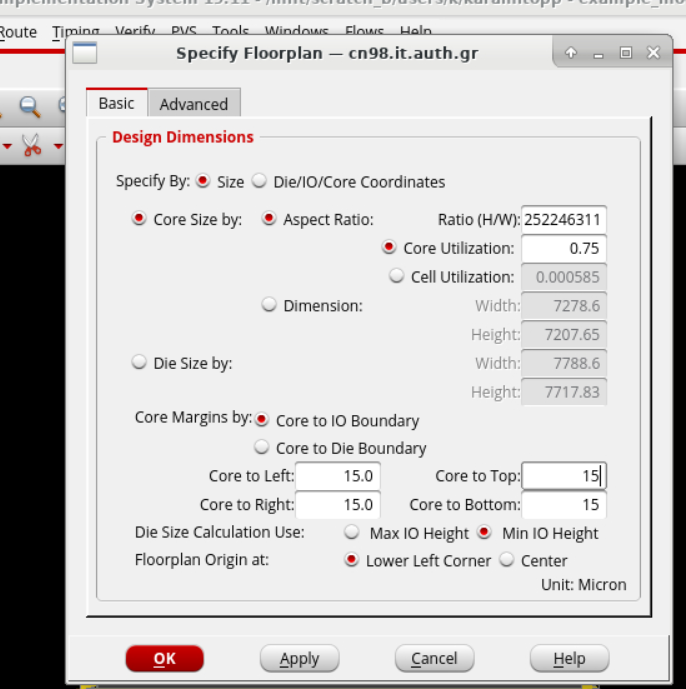 Implementation System 15.11 - /mnt/scratch_b/users/k/karamitopp - example_mo
Route Timing Verify PVS Tools Windows Flows Help
Specify Floorplan — cn98.it.auth.gr
Basic Advanced
Design Dimensions
Specify By: Size Die/IO/Core Coordinates
Core Size by: Aspect Ratio: Ratio (H/W): 252246311
Core Utilization: 0.75
Cell Utilization: 0.000585
Dimension: Width: 7278.6
Height: 7207.65
Die Size by: Width: 7788.6
Height: 7717.83
Core Margins by: Core to IO Boundary
Core to Die Boundary
Core to Left: 15.0 Core to Top: 15
Core to Right: 15.0 Core to Bottom: 15
Die Size Calculation Use: Max IO Height Min IO Height
Floorplan Origin at: Lower Left Corner Center
Unit: Micron
OK Apply Cancel Help